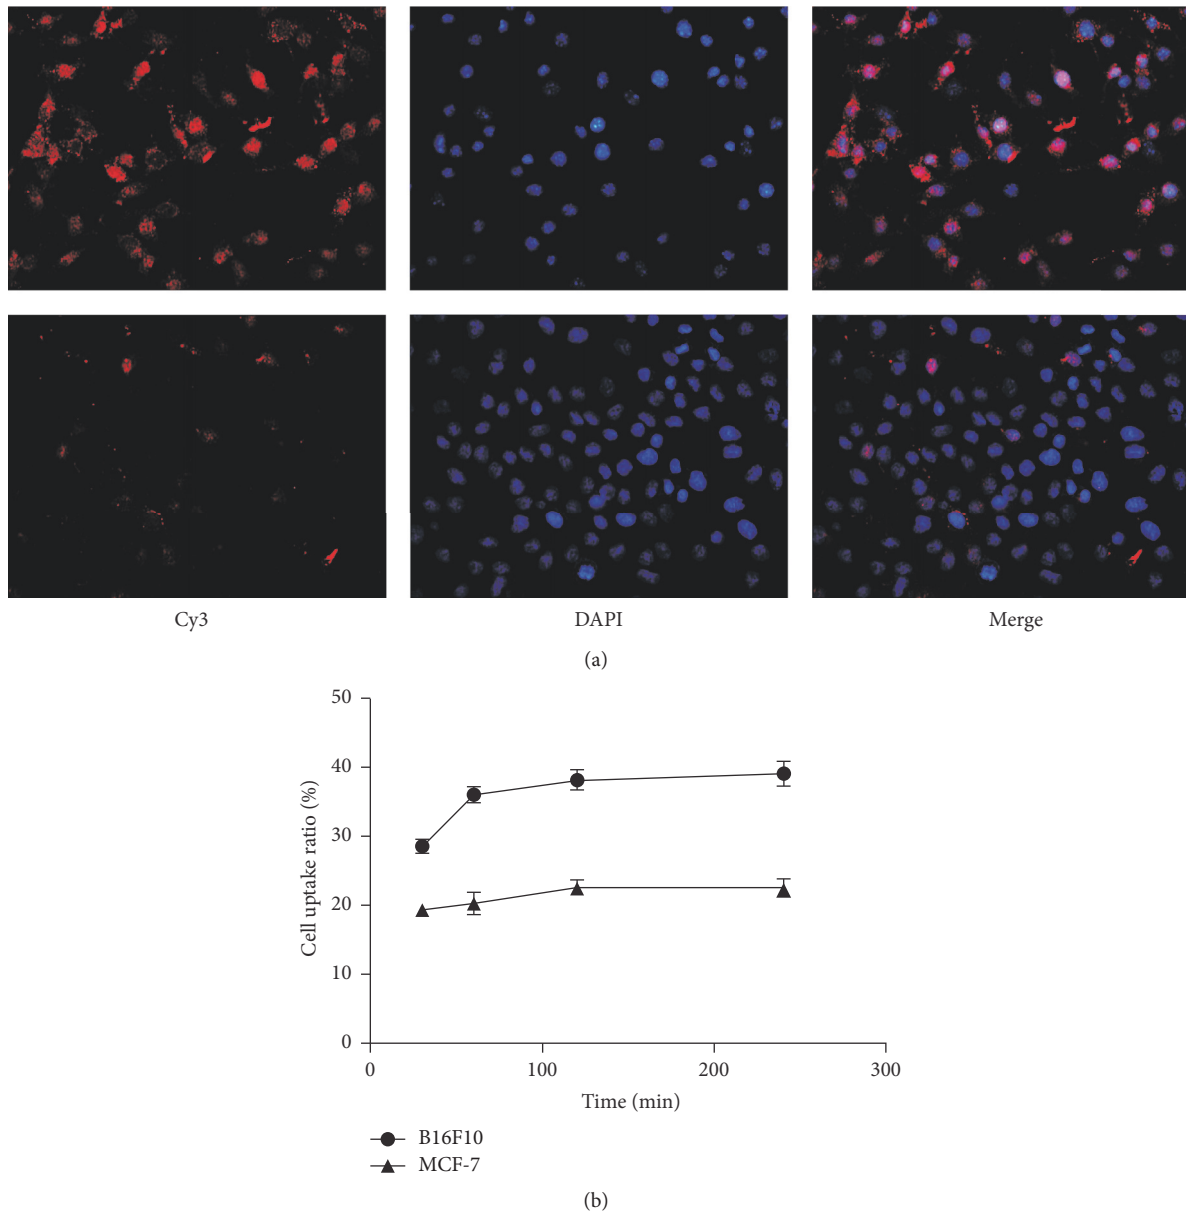 Cy3
DAPI
Merge
(a)
50
40
30
20
10
0
Cell uptake ratio (%)
0
100
200
300
Time (min)
B16F10
MCF-7
(b)